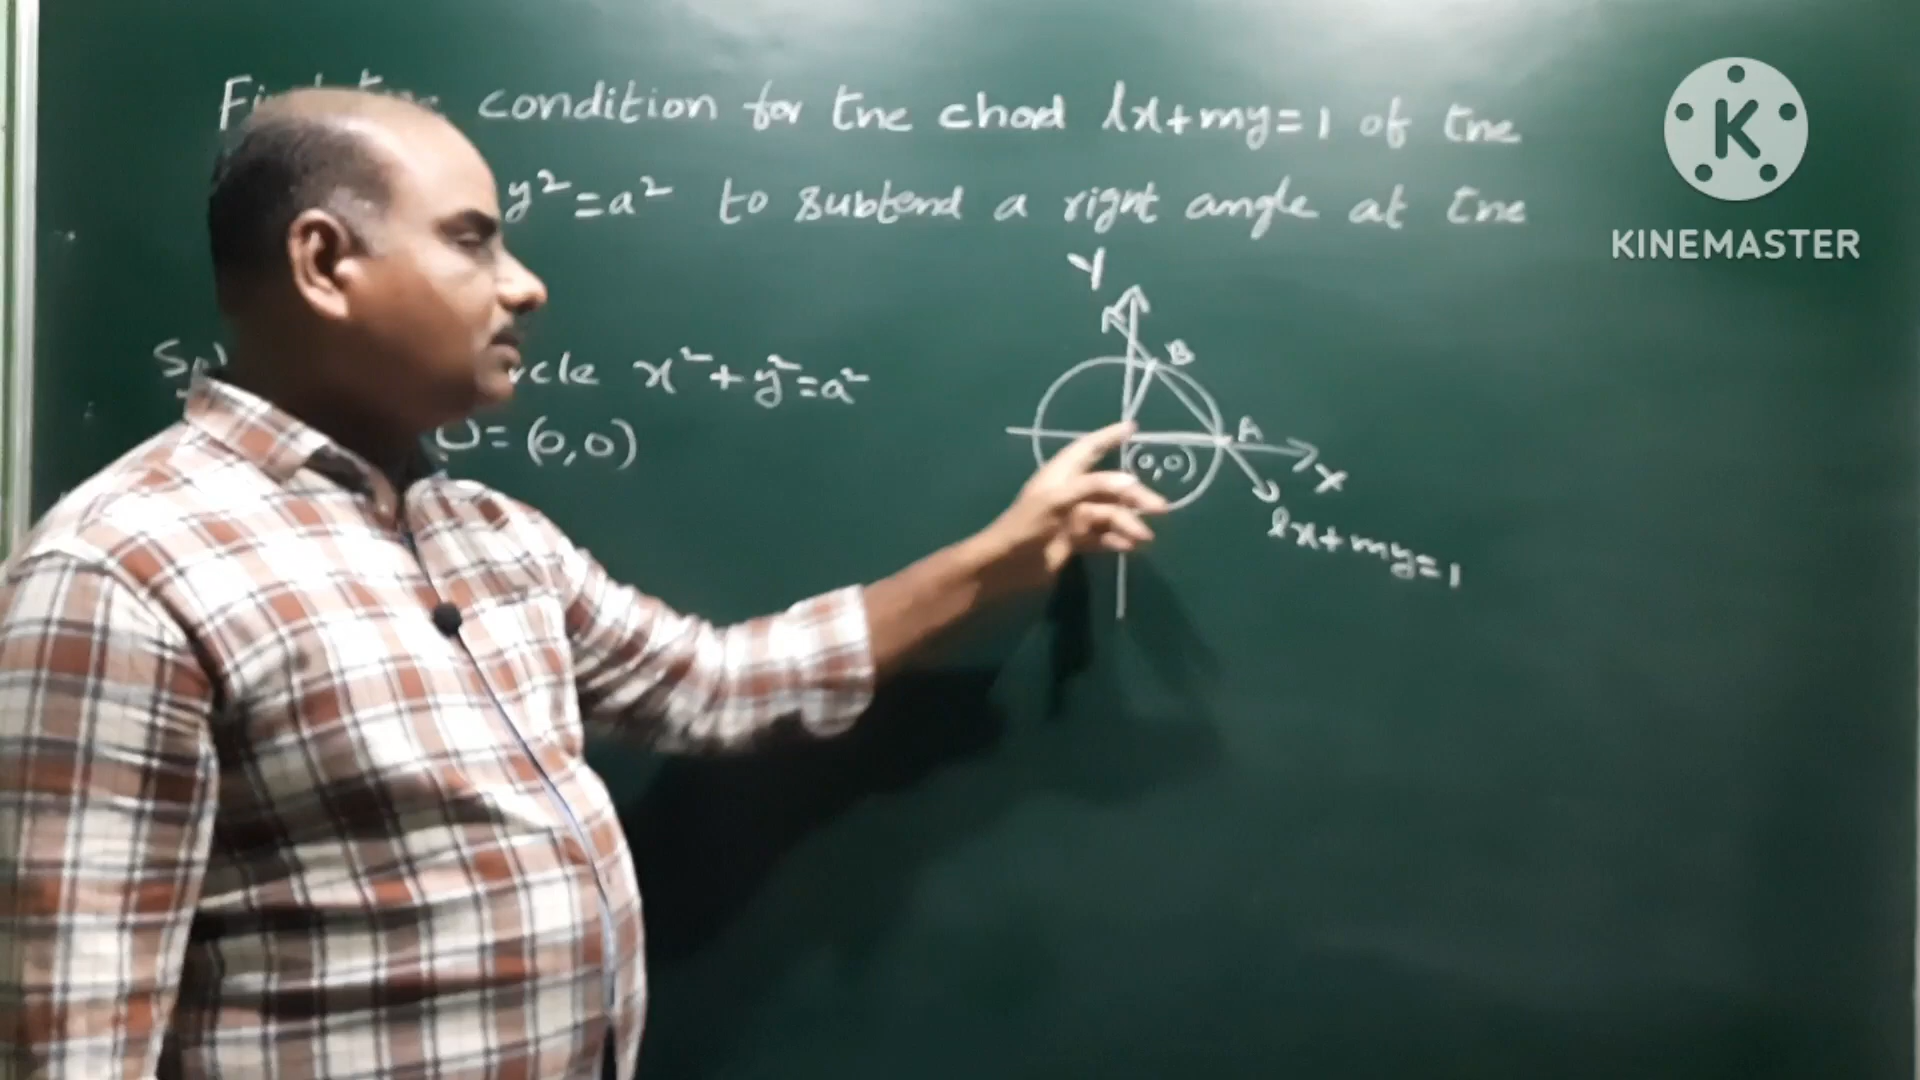 condition for the chord lx+my=1 of the
y²=a² to subtend a right angle at the
x²+y²=a²
(0,0)
Y
B
A
(0,0)
X
lx+my=1
K
KINEMASTER